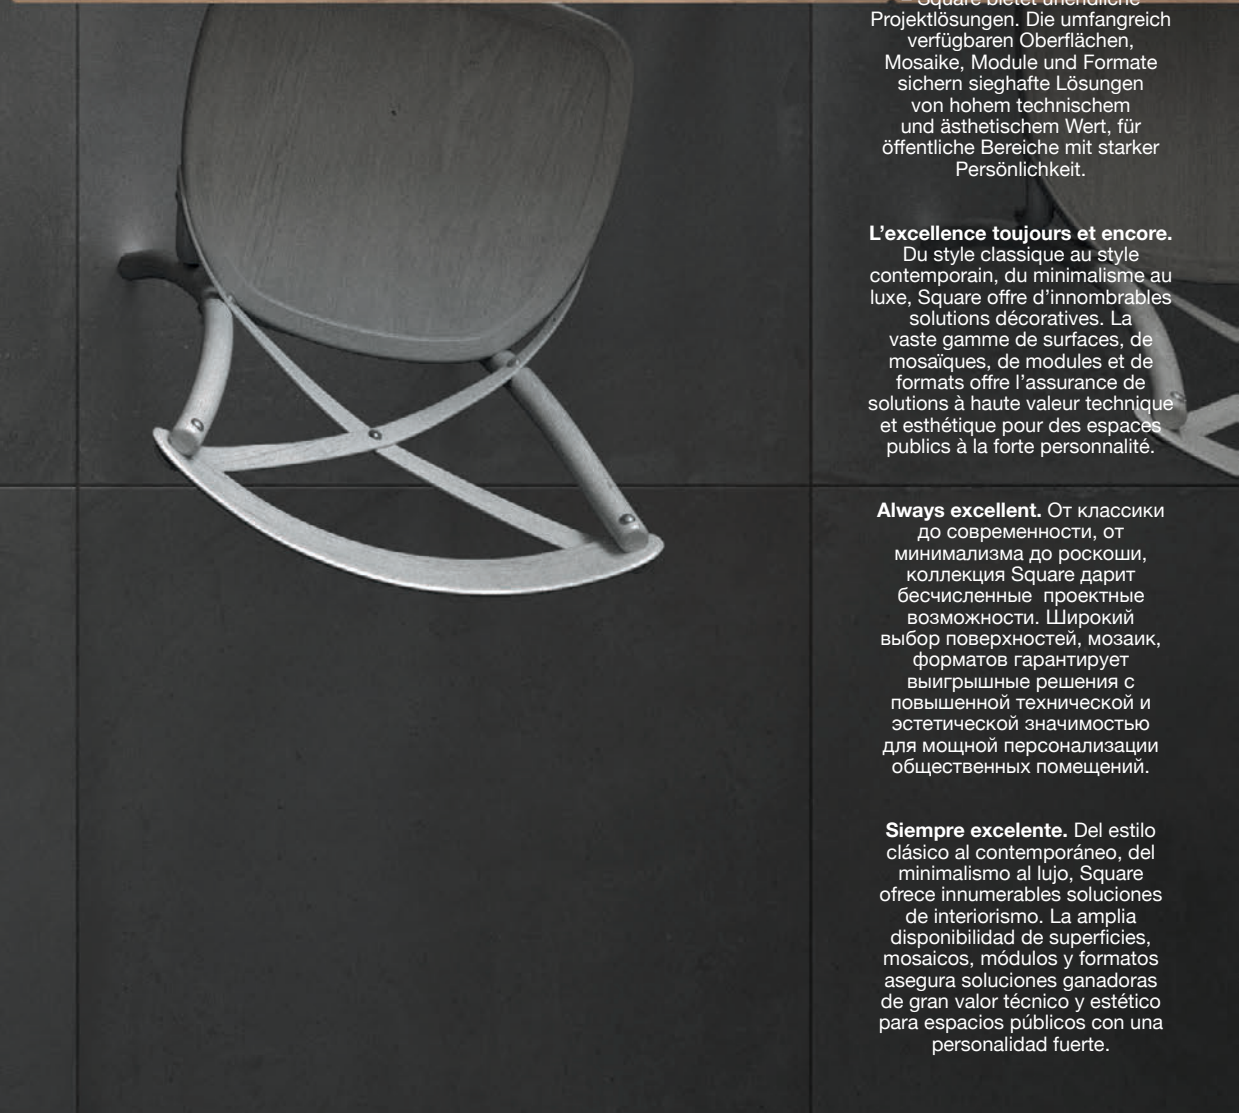 Square bietet unendliche
Projektlösungen. Die umfangreich
verfügbaren Oberflächen,
Mosaike, Module und Formate
sichern sieghafte Lösungen
von hohem technischem
und ästhetischem Wert, für
öffentliche Bereiche mit starker
Persönlichkeit.
L’excellence toujours et encore.
Du style classique au style
contemporain, du minimalisme au
luxe, Square offre d’innombrables
solutions décoratives. La
vaste gamme de surfaces, de
mosaïques, de modules et de
formats offre l’assurance de
solutions à haute valeur technique
et esthétique pour des espaces
publics à la forte personnalité.
Always excellent. От классики
до современности, от
минимализма до роскоши,
коллекция Square дарит
бесчисленные проектные
возможности. Широкий
выбор поверхностей, мозаик,
форматов гарантирует
выигрышные решения с
повышенной технической и
эстетической значимостью
для мощной персонализации
общественных помещений.
Siempre excelente. Del estilo
clásico al contemporáneo, del
minimalismo al lujo, Square
ofrece innumerables soluciones
de interiorismo. La amplia
disponibilidad de superficies,
mosaicos, módulos y formatos
asegura soluciones ganadoras
de gran valor técnico y estético
para espacios públicos con una
personalidad fuerte.